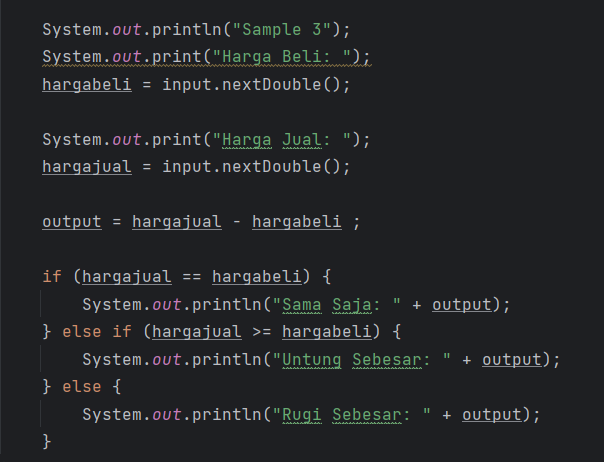 System.out.println("Sample 3");
System.out.print("Harga Beli: ");
hargabeli = input.nextDouble();
System.out.print("Harga Jual: ");
hargajual = input.nextDouble();
output = hargajual - hargabeli ;
if (hargajual == hargabeli) {
System.out.println("Sama Saja: " + output);
} else if (hargajual >= hargabeli) {
System.out.println("Untung Sebesar: " + output);
} else {
System.out.println("Rugi Sebesar: " + output);
}